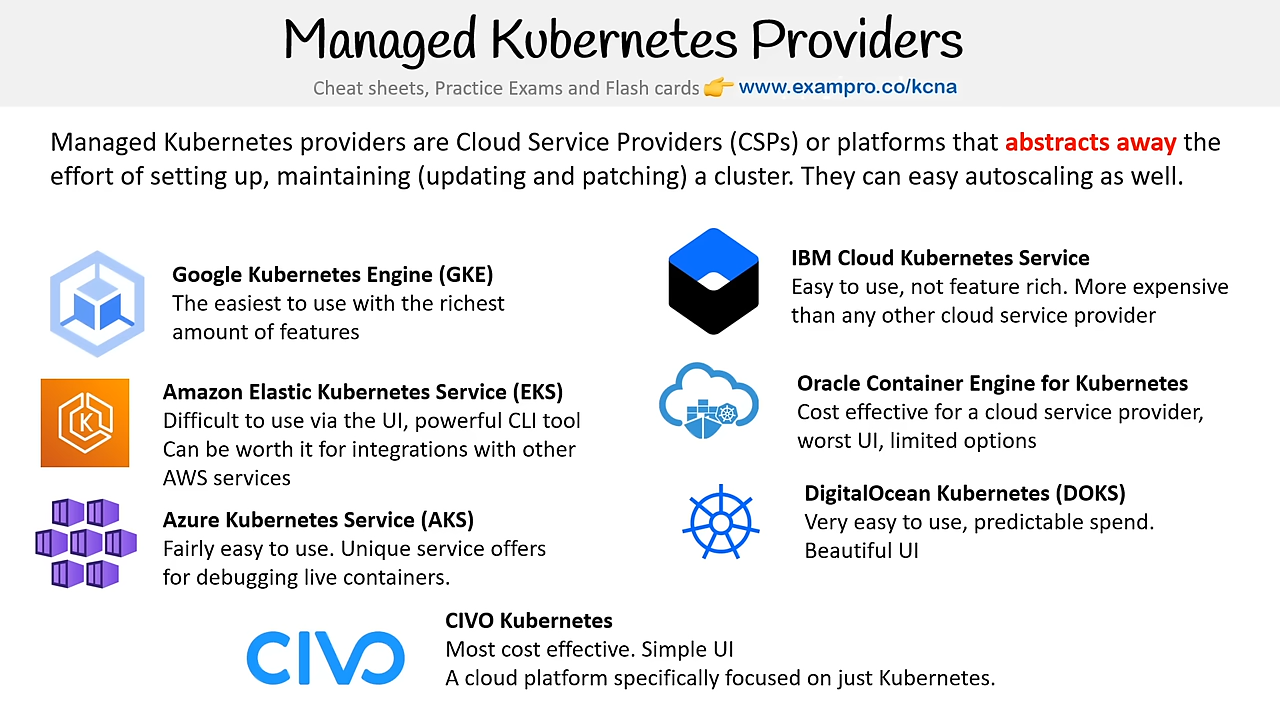 Managed Kubernetes Providers
Cheat sheets, Practice Exams and Flash cards 👉 www.exampro.co/kcna
Managed Kubernetes providers are Cloud Service Providers (CSPs) or platforms that abstracts away the
effort of setting up, maintaining (updating and patching) a cluster. They can easy autoscaling as well.
Google Kubernetes Engine (GKE)
The easiest to use with the richest
amount of features
Amazon Elastic Kubernetes Service (EKS)
Difficult to use via the UI, powerful CLI tool
Can be worth it for integrations with other
AWS services
Azure Kubernetes Service (AKS)
Fairly easy to use. Unique service offers
for debugging live containers.
IBM Cloud Kubernetes Service
Easy to use, not feature rich. More expensive
than any other cloud service provider
Oracle Container Engine for Kubernetes
Cost effective for a cloud service provider,
worst UI, limited options
DigitalOcean Kubernetes (DOKS)
Very easy to use, predictable spend.
Beautiful UI
K
CIVO
CIVO Kubernetes
Most cost effective. Simple UI
A cloud platform specifically focused on just Kubernetes.